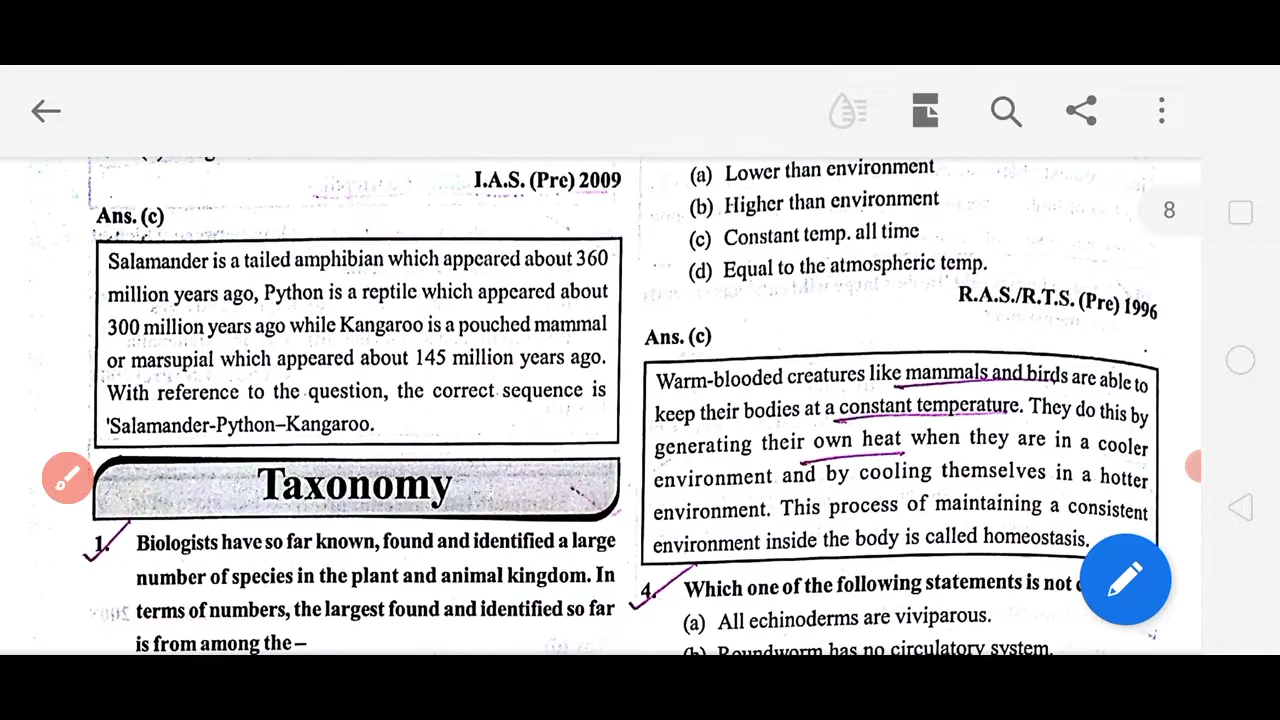 I.A.S. (Pre) 2009
Ans. (c)
Salamander is a tailed amphibian which appeared about 360
million years ago, Python is a reptile which appeared about
300 million years ago while Kangaroo is a pouched mammal
or marsupial which appeared about 145 million years ago.
With reference to the question, the correct sequence is
'Salamander-Python–Kangaroo.
Taxonomy
1. Biologists have so far known, found and identified a large
number of species in the plant and animal kingdom. In
terms of numbers, the largest found and identified so far
is from among the –
(a) Lower than environment
(b) Higher than environment
(c) Constant temp. all time
(d) Equal to the atmospheric temp.
R.A.S./R.T.S. (Pre) 1996
Ans. (c)
Warm-blooded creatures like mammals and birds are able to
keep their bodies at a constant temperature. They do this by
generating their own heat when they are in a cooler
environment and by cooling themselves in a hotter
environment. This process of maintaining a consistent
environment inside the body is called homeostasis.
4. Which one of the following statements is not
(a) All echinoderms are viviparous.
(b) Roundworm has no circulatory system.
8